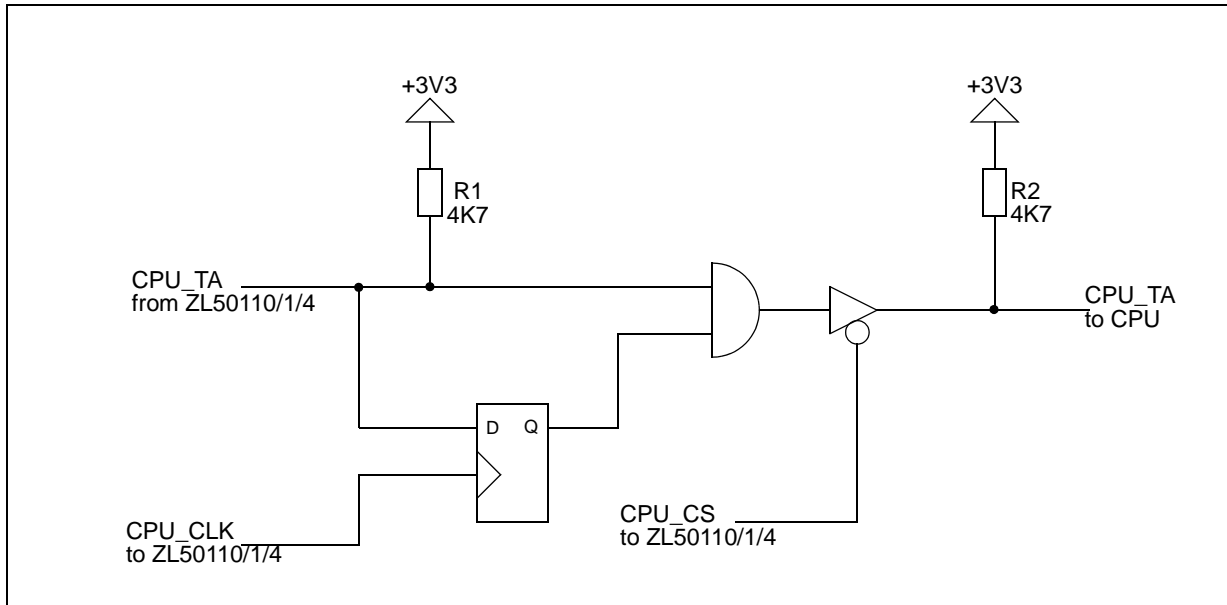 +3V3
+3V3
R1
4K7
R2
4K7
CPU_TA
from ZL50110/1/4
CPU_TA
to CPU
D Q
CPU_CLK
to ZL50110/1/4
CPU_CS
to ZL50110/1/4